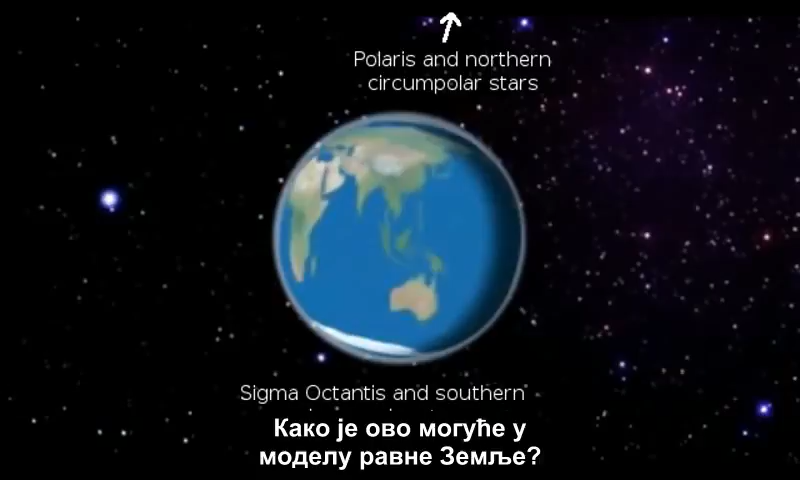 Polaris and northern
circumpolar stars
Sigma Octantis and southern
Како је ово могуће у
моделу равне Земље?